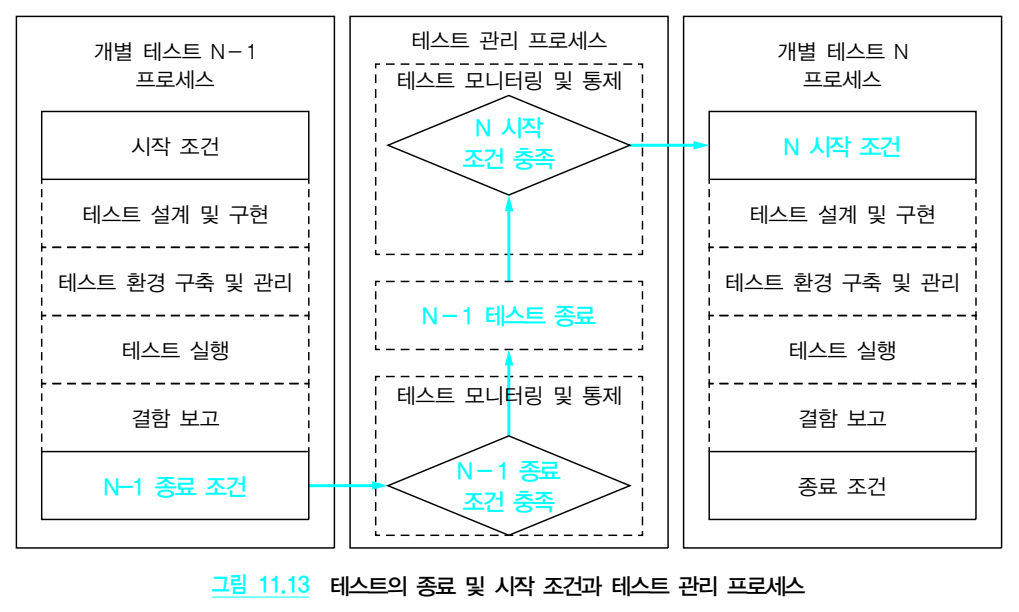 개별 테스트 N－1
프로세스
시작 조건
테스트 설계 및 구현
테스트 환경 구축 및 관리
테스트 실행
결함 보고
N－1 종료 조건
테스트 관리 프로세스
테스트 모니터링 및 통제
N 시작
조건 충족
N－1 테스트 종료
테스트 모니터링 및 통제
N－1 종료
조건 충족
개별 테스트 N
프로세스
N 시작 조건
테스트 설계 및 구현
테스트 환경 구축 및 관리
테스트 실행
결함 보고
종료 조건
그림 11.13 테스트의 종료 및 시작 조건과 테스트 관리 프로세스